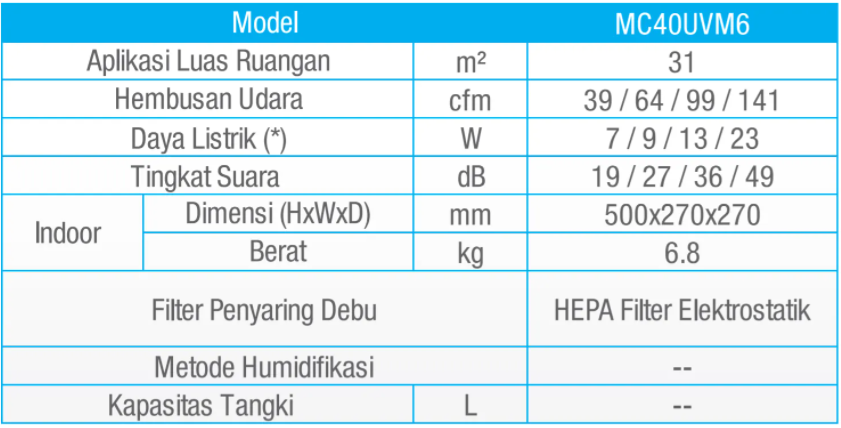 Model MC40UVM6
Aplikasi Luas Ruangan m² 31
Hembusan Udara cfm 39 / 64 / 99 / 141
Daya Listrik (*) W 7 / 9 / 13 / 23
Tingkat Suara dB 19 / 27 / 36 / 49
Indoor Dimensi (HxWxD) mm 500x270x270
Berat kg 6.8
Filter Penyaring Debu HEPA Filter Elektrostatik
Metode Humidifikasi --
Kapasitas Tangki L --